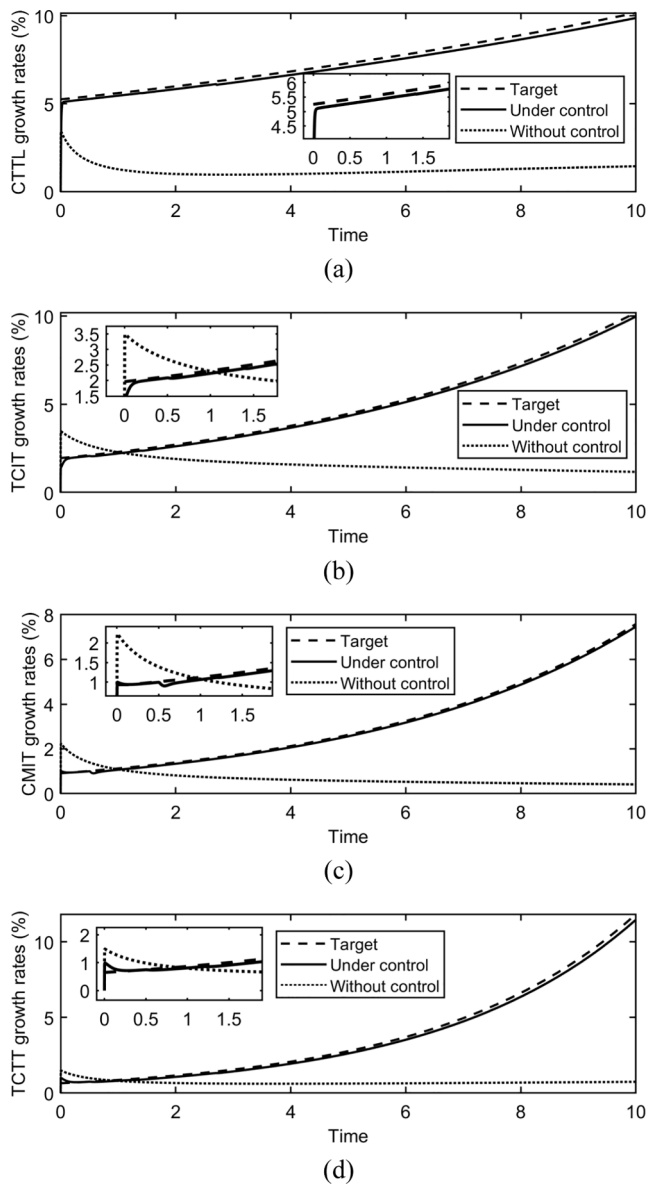 10
5
0
CTTL growth rates (%)
6
5.5
5
4.5
0 0.5 1 1.5
Target
Under control
Without control
0 2 4 6 8 10
Time
(a)
10
5
0
TCIT growth rates (%)
3.5
3
2.5
2
1.5
0 0.5 1 1.5
Target
Under control
Without control
0 2 4 6 8 10
Time
(b)
8
6
4
2
0
CMIT growth rates (%)
2
1.5
1
0 0.5 1 1.5
Target
Under control
Without control
0 2 4 6 8 10
Time
(c)
10
5
0
TCTT growth rates (%)
2
1
0
0 0.5 1 1.5
Target
Under control
Without control
0 2 4 6 8 10
Time
(d)